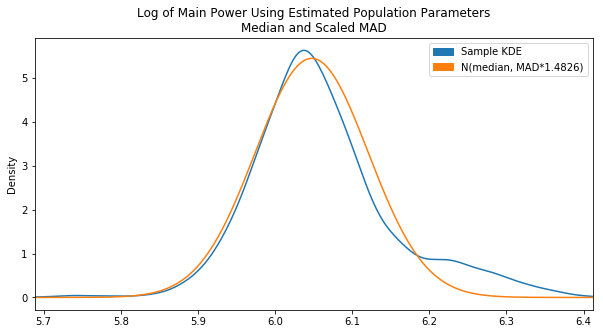 Log of Main Power Using Estimated Population Parameters
Median and Scaled MAD
Sample KDE
N(median, MAD*1.4826)
Density
5
4
3
2
1
0
5.7 5.8 5.9 6.0 6.1 6.2 6.3 6.4